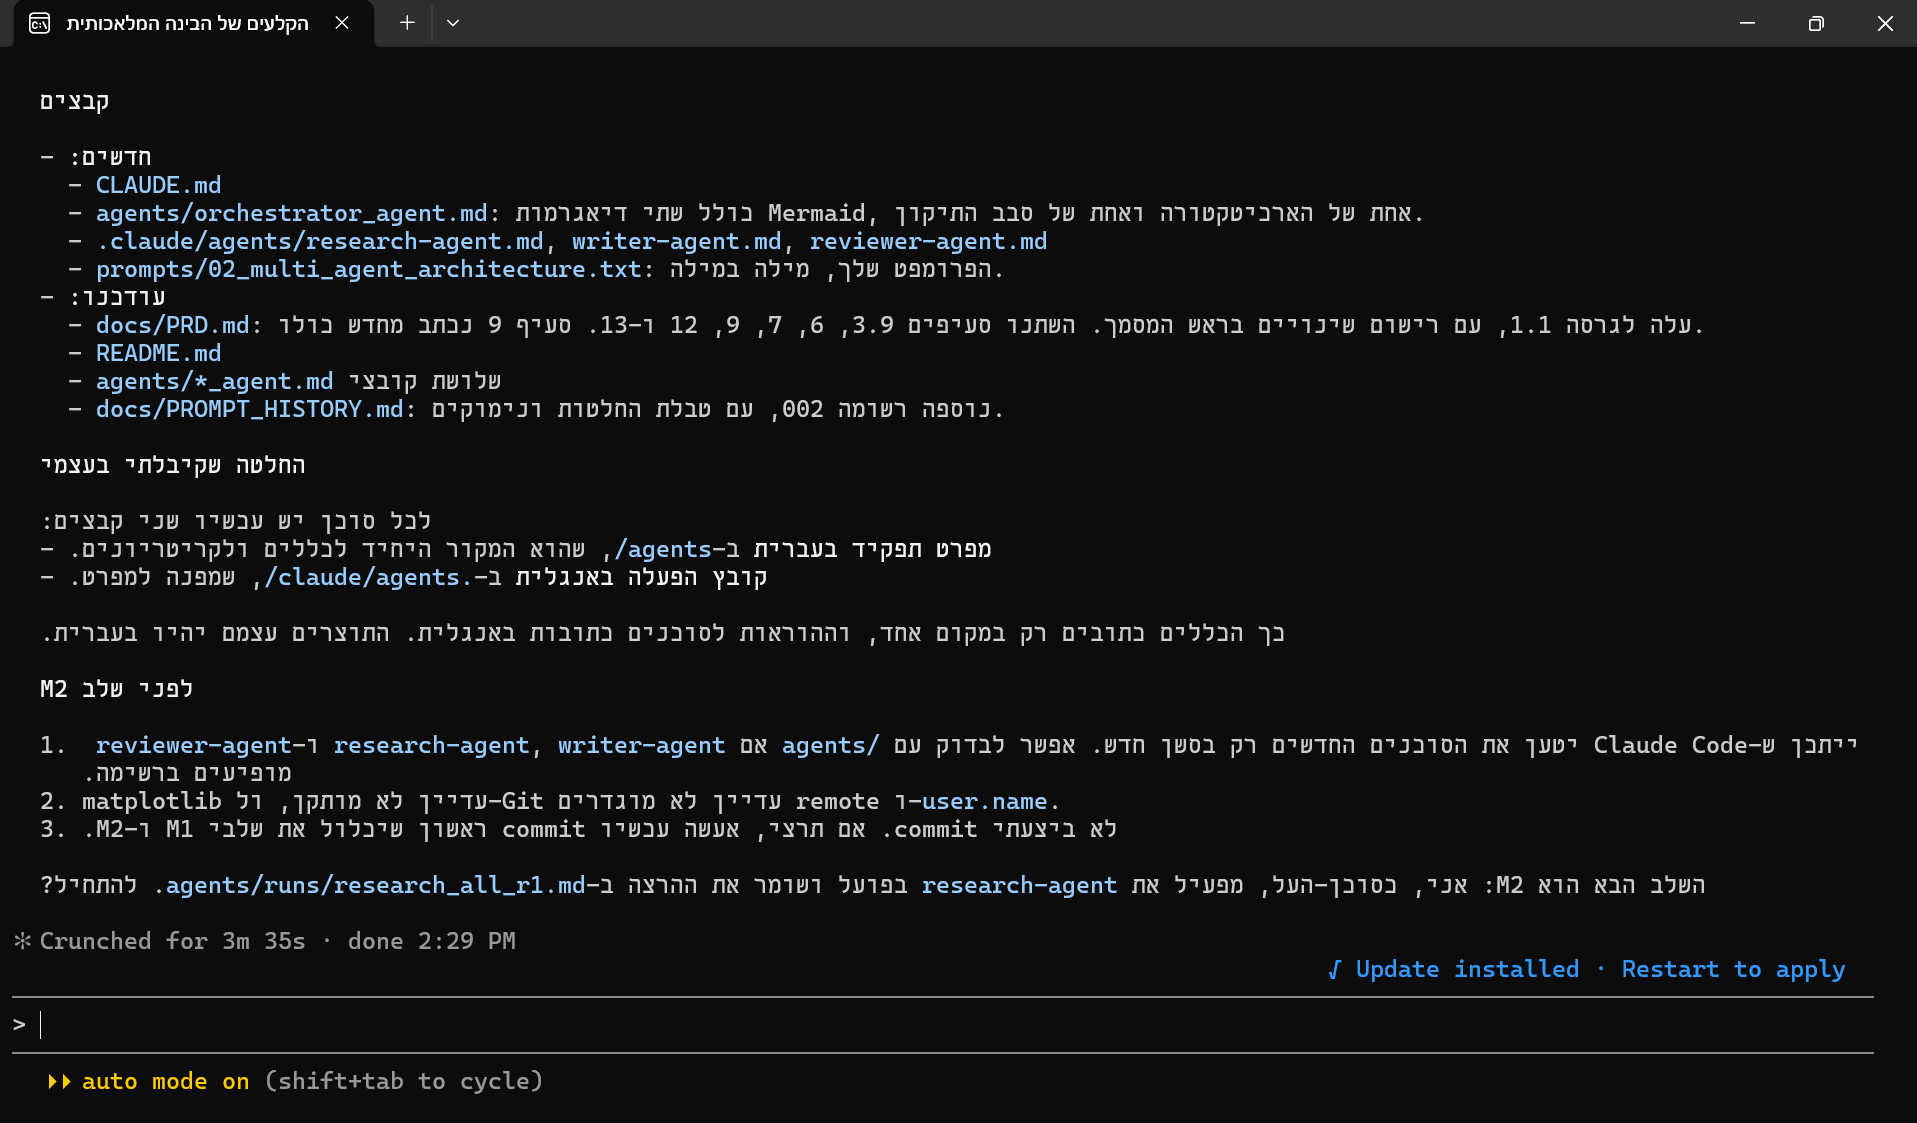 הקלעים של הבינה המלאכותית
קבצים
- חדשים:
- CLAUDE.md
- agents/orchestrator_agent.md: כולל שתי דיאגרמות Mermaid, אחת של הארכיטקטורה ואחת של סבב התיקון.
- .claude/agents/research-agent.md, writer-agent.md, reviewer-agent.md
- prompts/02_multi_agent_architecture.txt: הפרומפט שלך, מילה במילה.
- עודכנו:
- docs/PRD.md: עלה לגרסה 1.1, עם רישום שינויים בראש המסמך. השתנו סעיפים 3.9, 6, 7, 9, 12 ו-13. סעיף 9 נכתב מחדש כולו.
- README.md
- שלושת קובצי agents/*_agent.md
- docs/PROMPT_HISTORY.md: נוספה רשומה 002, עם טבלת החלטות ונימוקים.
החלטה שקיבלתי בעצמי
לכל סוכן יש עכשיו שני קבצים:
- מפרט תפקיד בעברית ב-agents/, שהוא המקור היחיד לכללים ולקריטריונים.
- קובץ הפעלה באנגלית ב-.claude/agents/, שמפנה למפרט.
כך הכללים כתובים רק במקום אחד, וההוראות לסוכנים כתובות באנגלית. התוצרים עצמם יהיו בעברית.
לפני שלב M2
1. ייתכן ש-Claude Code יטען את הסוכנים החדשים רק בסשן חדש. אפשר לבדוק עם /agents אם research-agent, writer-agent ו-reviewer-agent
מופיעים ברשימה.
2. matplotlib עדיין לא מותקן, ול-Git עדיין לא מוגדרים remote ו-user.name.
3. לא ביצעתי commit. אם תרצי, אעשה עכשיו commit ראשון שיכלול את שלבי M1 ו-M2.
השלב הבא הוא M2: אני, כסוכן-העל, מפעיל את research-agent בפועל ושומר את ההרצה ב-agents/runs/research_all_r1.md. להתחיל?
✻ Crunched for 3m 35s · done 2:29 PM
√ Update installed · Restart to apply
>
⏵⏵ auto mode on (shift+tab to cycle)